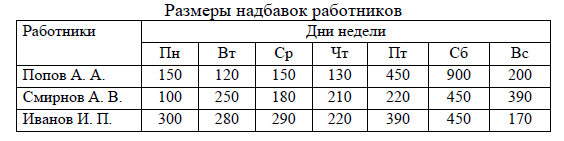 Размеры надбавок работников
Работники Дни недели
Пн Вт Ср Чт Пт Сб Вс
Попов А. А. 150 120 150 130 450 900 200
Смирнов А. В. 100 250 180 210 220 450 390
Иванов И. П. 300 280 290 220 390 450 170